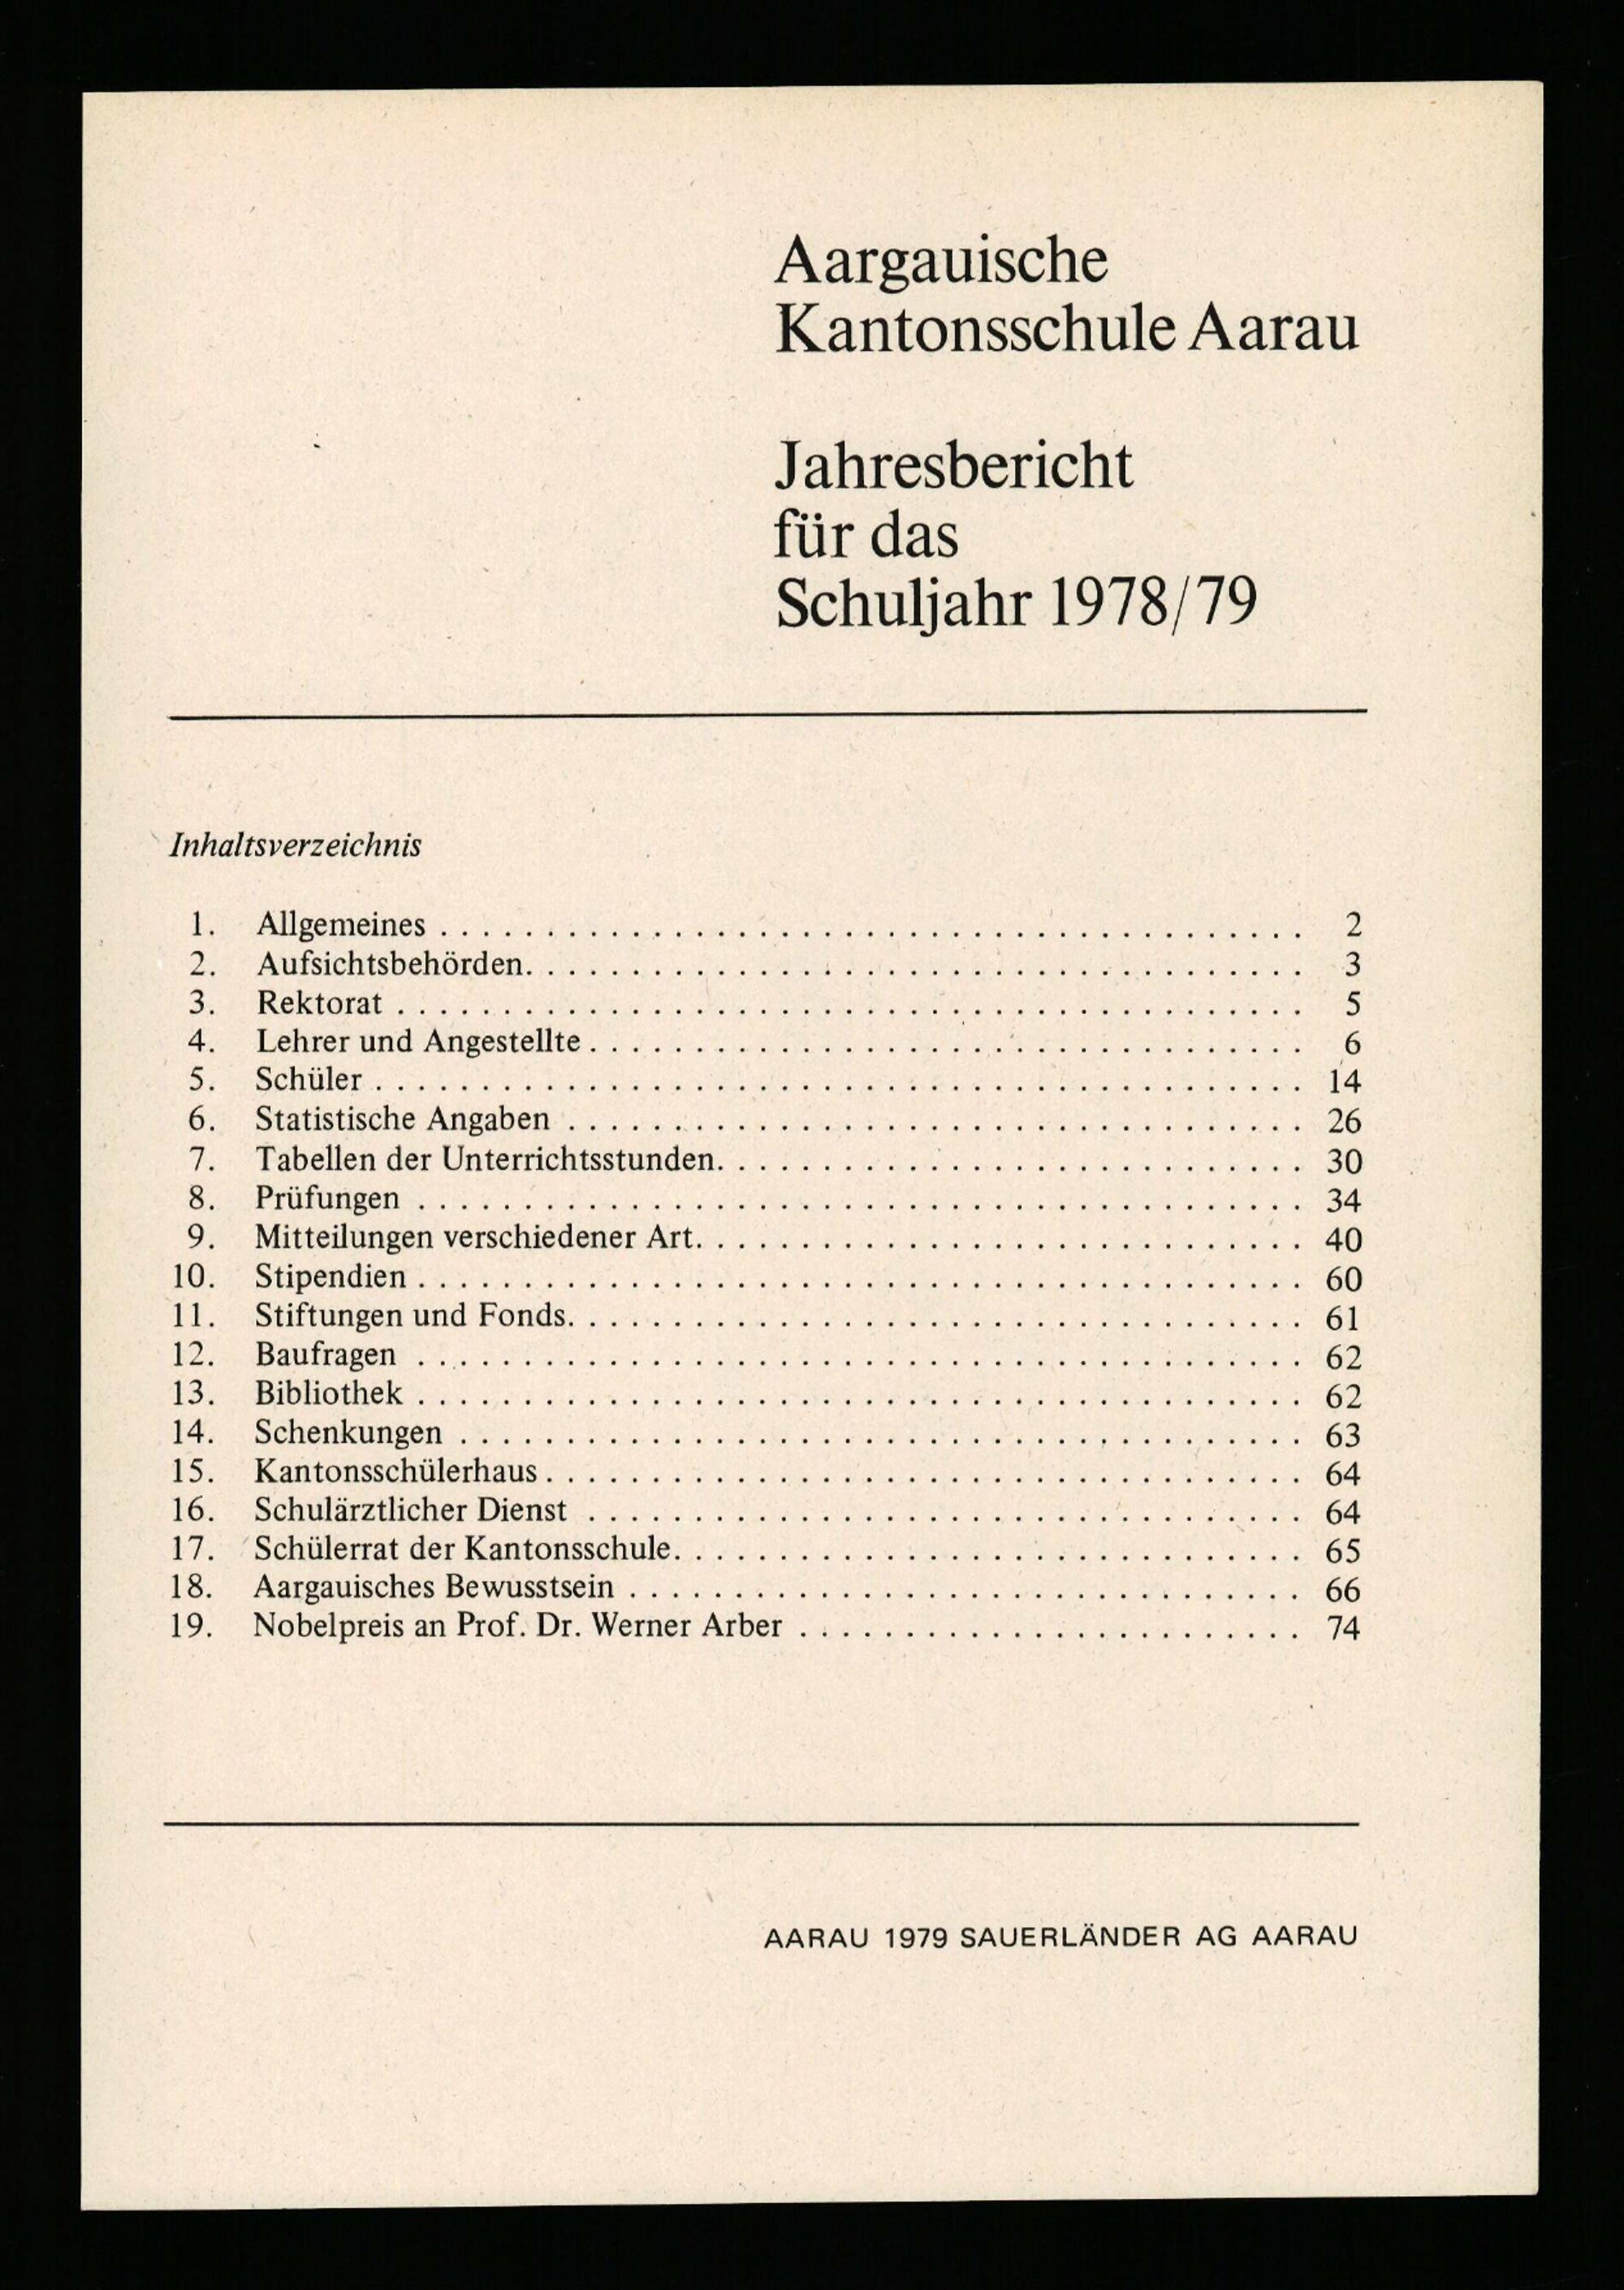 Aargauische
Kantonsschule Aarau
Jahresbericht
für das
Schuljahr 1978/79
Inhaltsverzeichnis
1. Allgemeines . . . . . . . . . . 2
2. Aufsichtsbehörden. . . . . . . . . . 3
3. Rektorat . . . . . . . . . . 5
4. Lehrer und Angestellte . . . . . . . . . . 6
5. Schüler . . . . . . . . . . 14
6. Statistische Angaben . . . . . . . . . . 26
7. Tabellen der Unterrichtsstunden. . . . . . . . . . 30
8. Prüfungen . . . . . . . . . . 34
9. Mitteilungen verschiedener Art. . . . . . . . . . 40
10. Stipendien . . . . . . . . . . 60
11. Stiftungen und Fonds. . . . . . . . . . 61
12. Baufragen . . . . . . . . . . 62
13. Bibliothek . . . . . . . . . . 62
14. Schenkungen . . . . . . . . . . 63
15. Kantonsschülerhaus . . . . . . . . . . 64
16. Schulärztlicher Dienst . . . . . . . . . . 64
17. Schülerrat der Kantonsschule. . . . . . . . . . 65
18. Aargauisches Bewusstsein . . . . . . . . . . 66
19. Nobelpreis an Prof. Dr. Werner Arber . . . . . . . . . . 74
AARAU 1979 SAUERLÄNDER AG AARAU